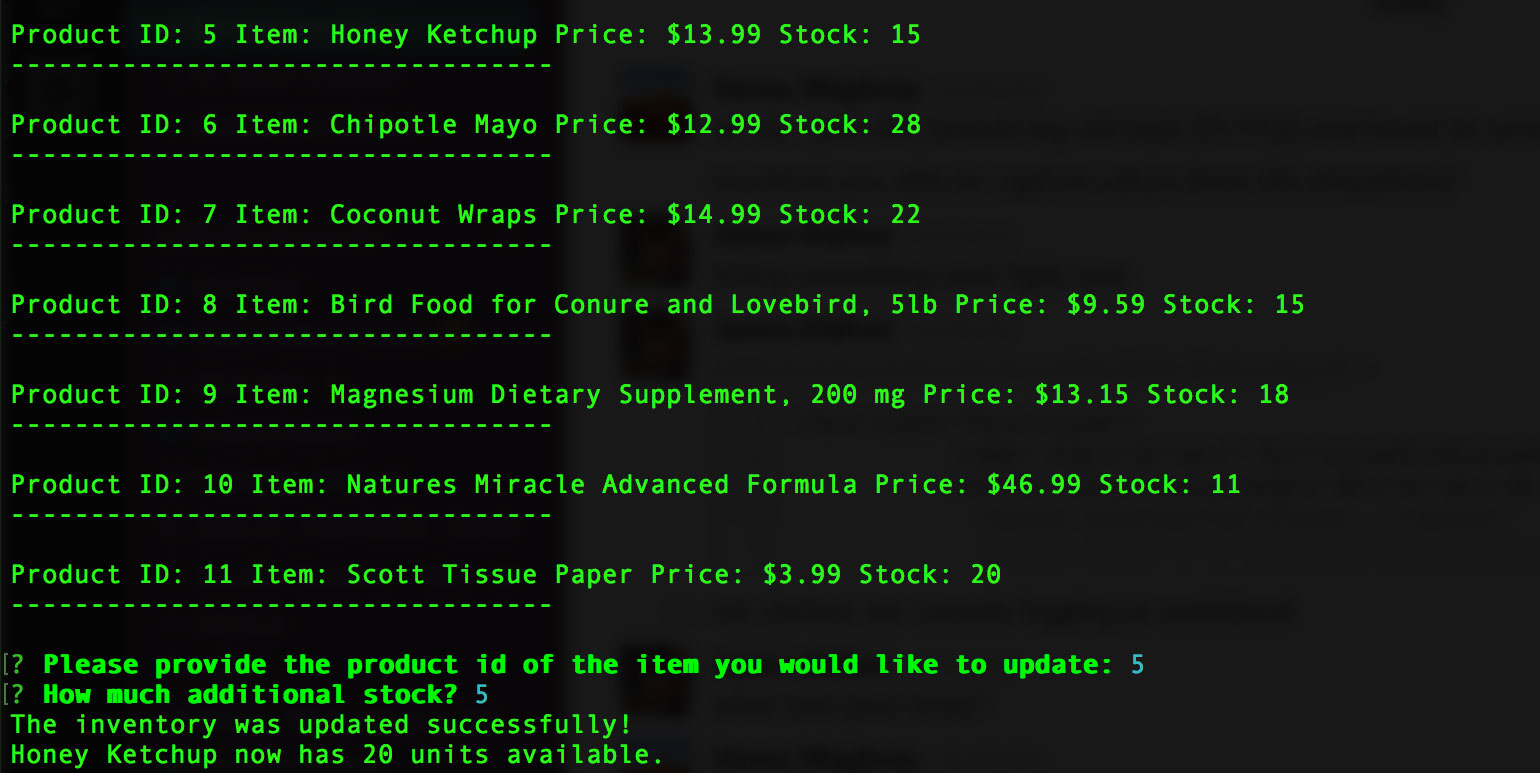 Product ID: 5 Item: Honey Ketchup Price: $13.99 Stock: 15
----------------------------------
Product ID: 6 Item: Chipotle Mayo Price: $12.99 Stock: 28
----------------------------------
Product ID: 7 Item: Coconut Wraps Price: $14.99 Stock: 22
----------------------------------
Product ID: 8 Item: Bird Food for Conure and Lovebird, 5lb Price: $9.59 Stock: 15
----------------------------------
Product ID: 9 Item: Magnesium Dietary Supplement, 200 mg Price: $13.15 Stock: 18
----------------------------------
Product ID: 10 Item: Natures Miracle Advanced Formula Price: $46.99 Stock: 11
----------------------------------
Product ID: 11 Item: Scott Tissue Paper Price: $3.99 Stock: 20
----------------------------------
[? Please provide the product id of the item you would like to update: 5
[? How much additional stock? 5
The inventory was updated successfully!
Honey Ketchup now has 20 units available.